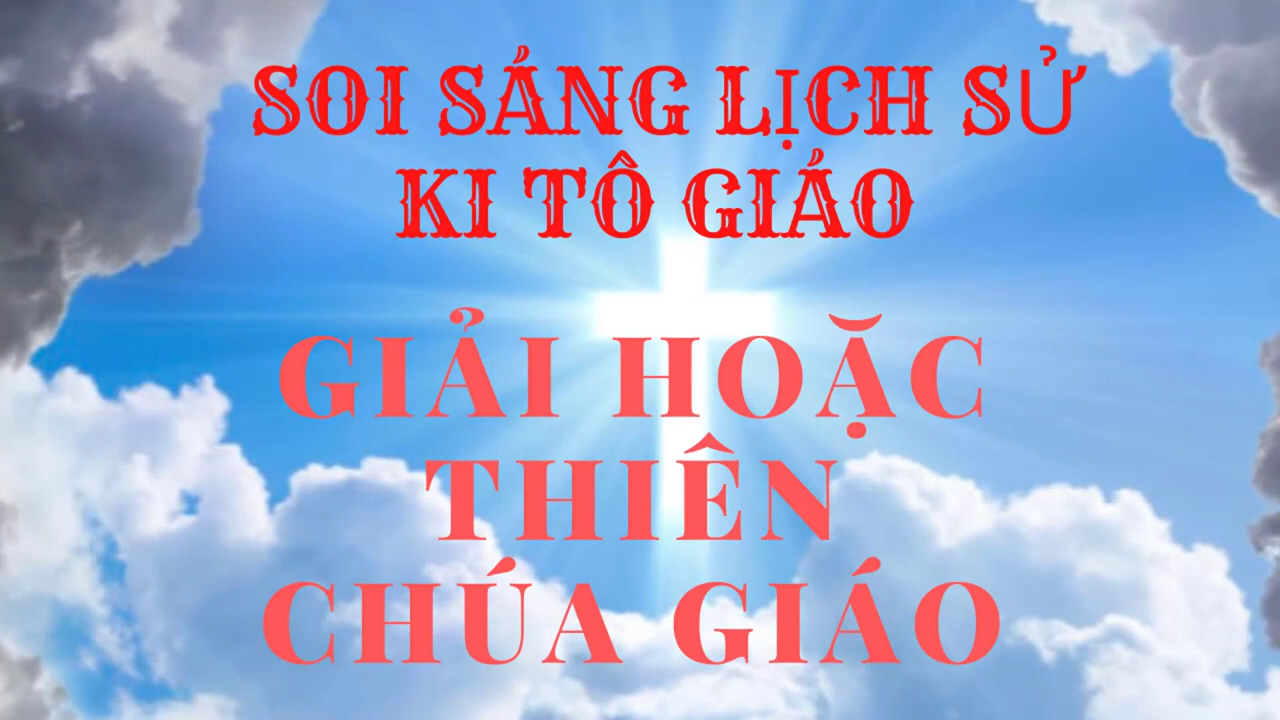 SOI SÁNG LỊCH SỬ
KI TÔ GIÁO
GIẢI HOẶC
THIÊN
CHÚA GIÁO